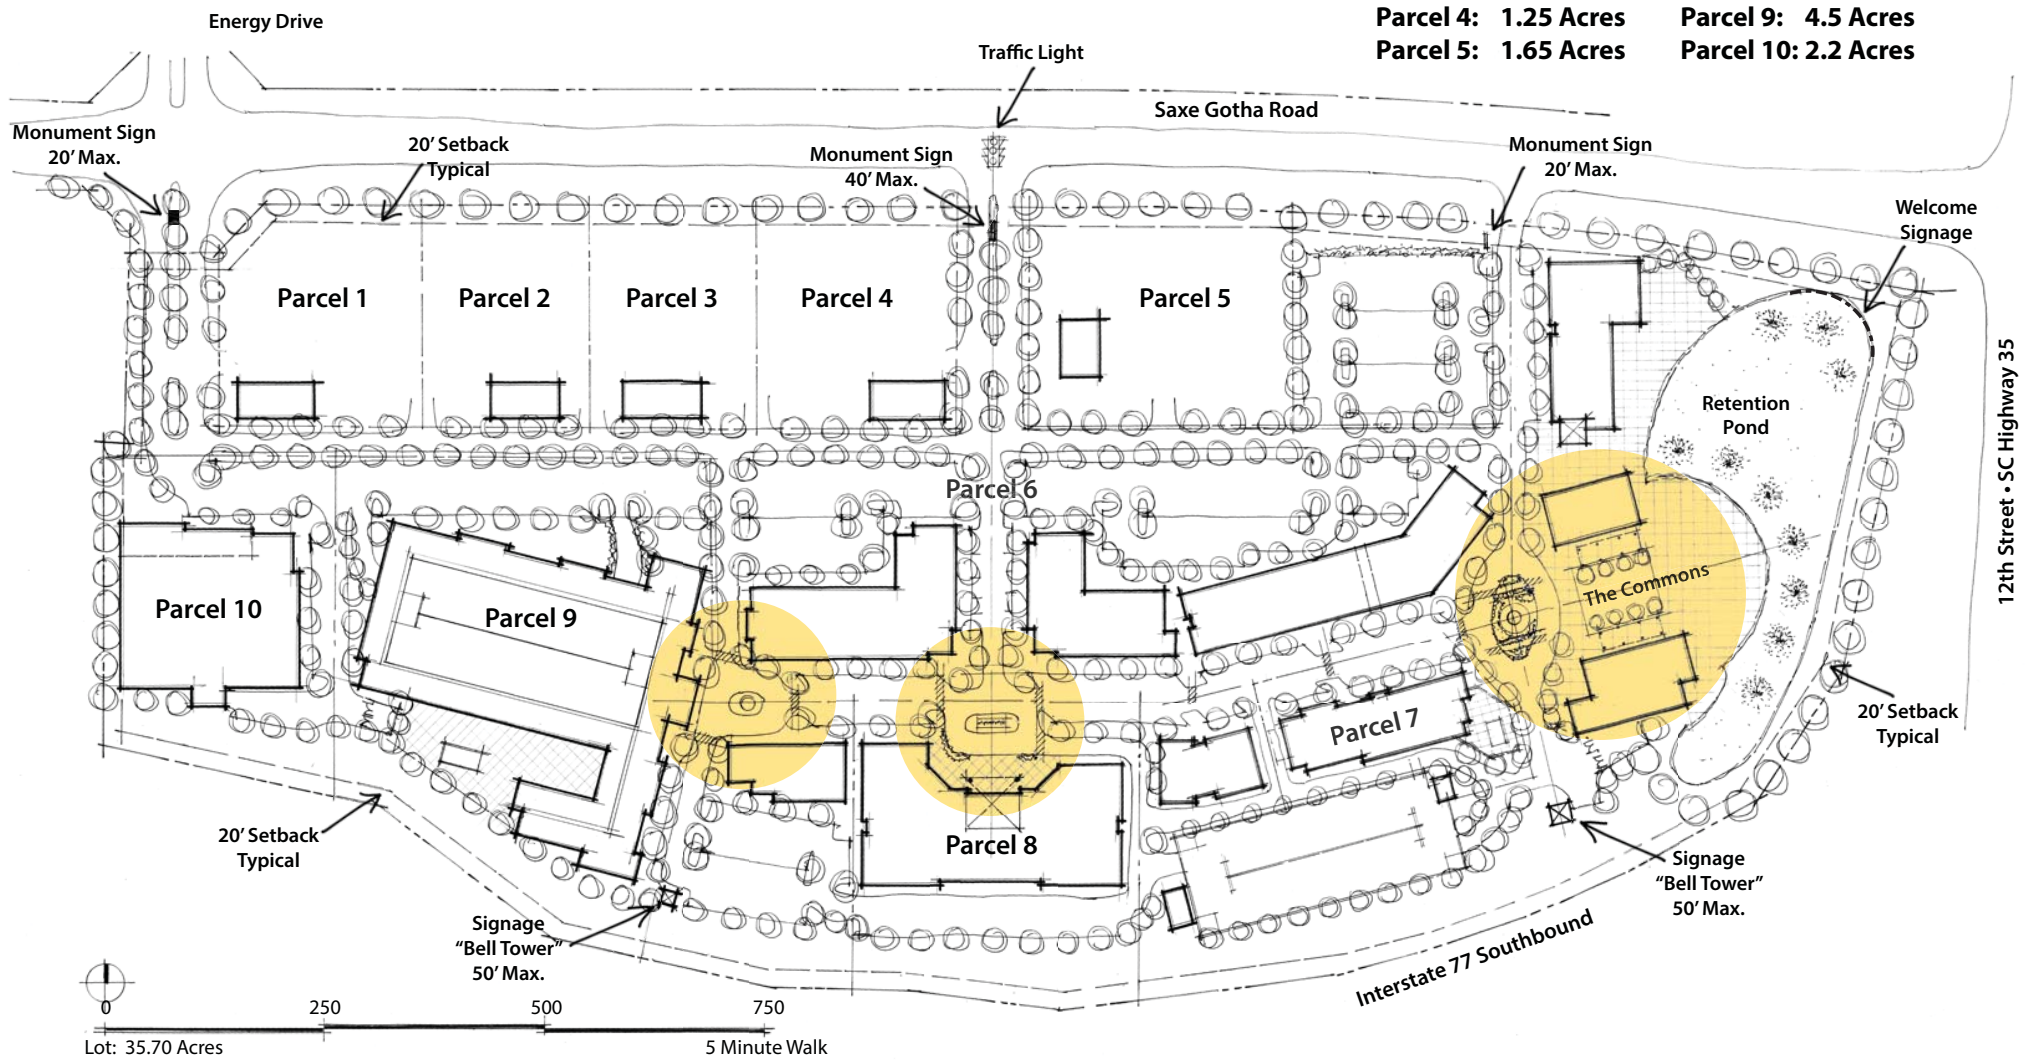 Energy Drive
Parcel 4: 1.25 Acres
Parcel 9: 4.5 Acres
Parcel 5: 1.65 Acres
Parcel 10: 2.2 Acres
Traffic Light
Saxe Gotha Road
Monument Sign
20' Max.
20' Setback
Typical
Monument Sign
40' Max.
Monument Sign
20' Max.
Welcome
Signage
Parcel 1
Parcel 2
Parcel 3
Parcel 4
Parcel 5
Retention
Pond
12th Street • SC Highway 35
Parcel 6
The Commons
Parcel 10
Parcel 9
Parcel 7
20' Setback
Typical
20' Setback
Typical
Parcel 8
Signage
"Bell Tower"
50' Max.
Signage
"Bell Tower"
50' Max.
Interstate 77 Southbound
0
250
500
750
Lot: 35.70 Acres
5 Minute Walk